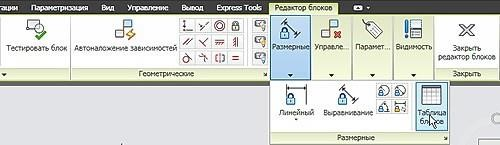 тации Параметризация Вид Управление Вывод Express Tools Редактор блоков
Тестировать блок
Автоналожение зависимостей
Размерные
Управле...
Парамет...
Видимость
Закрыть
редактор блоков
Геометрические
Закрыть
Линейный
Выравнивание
Таблица
блоков
Размерные